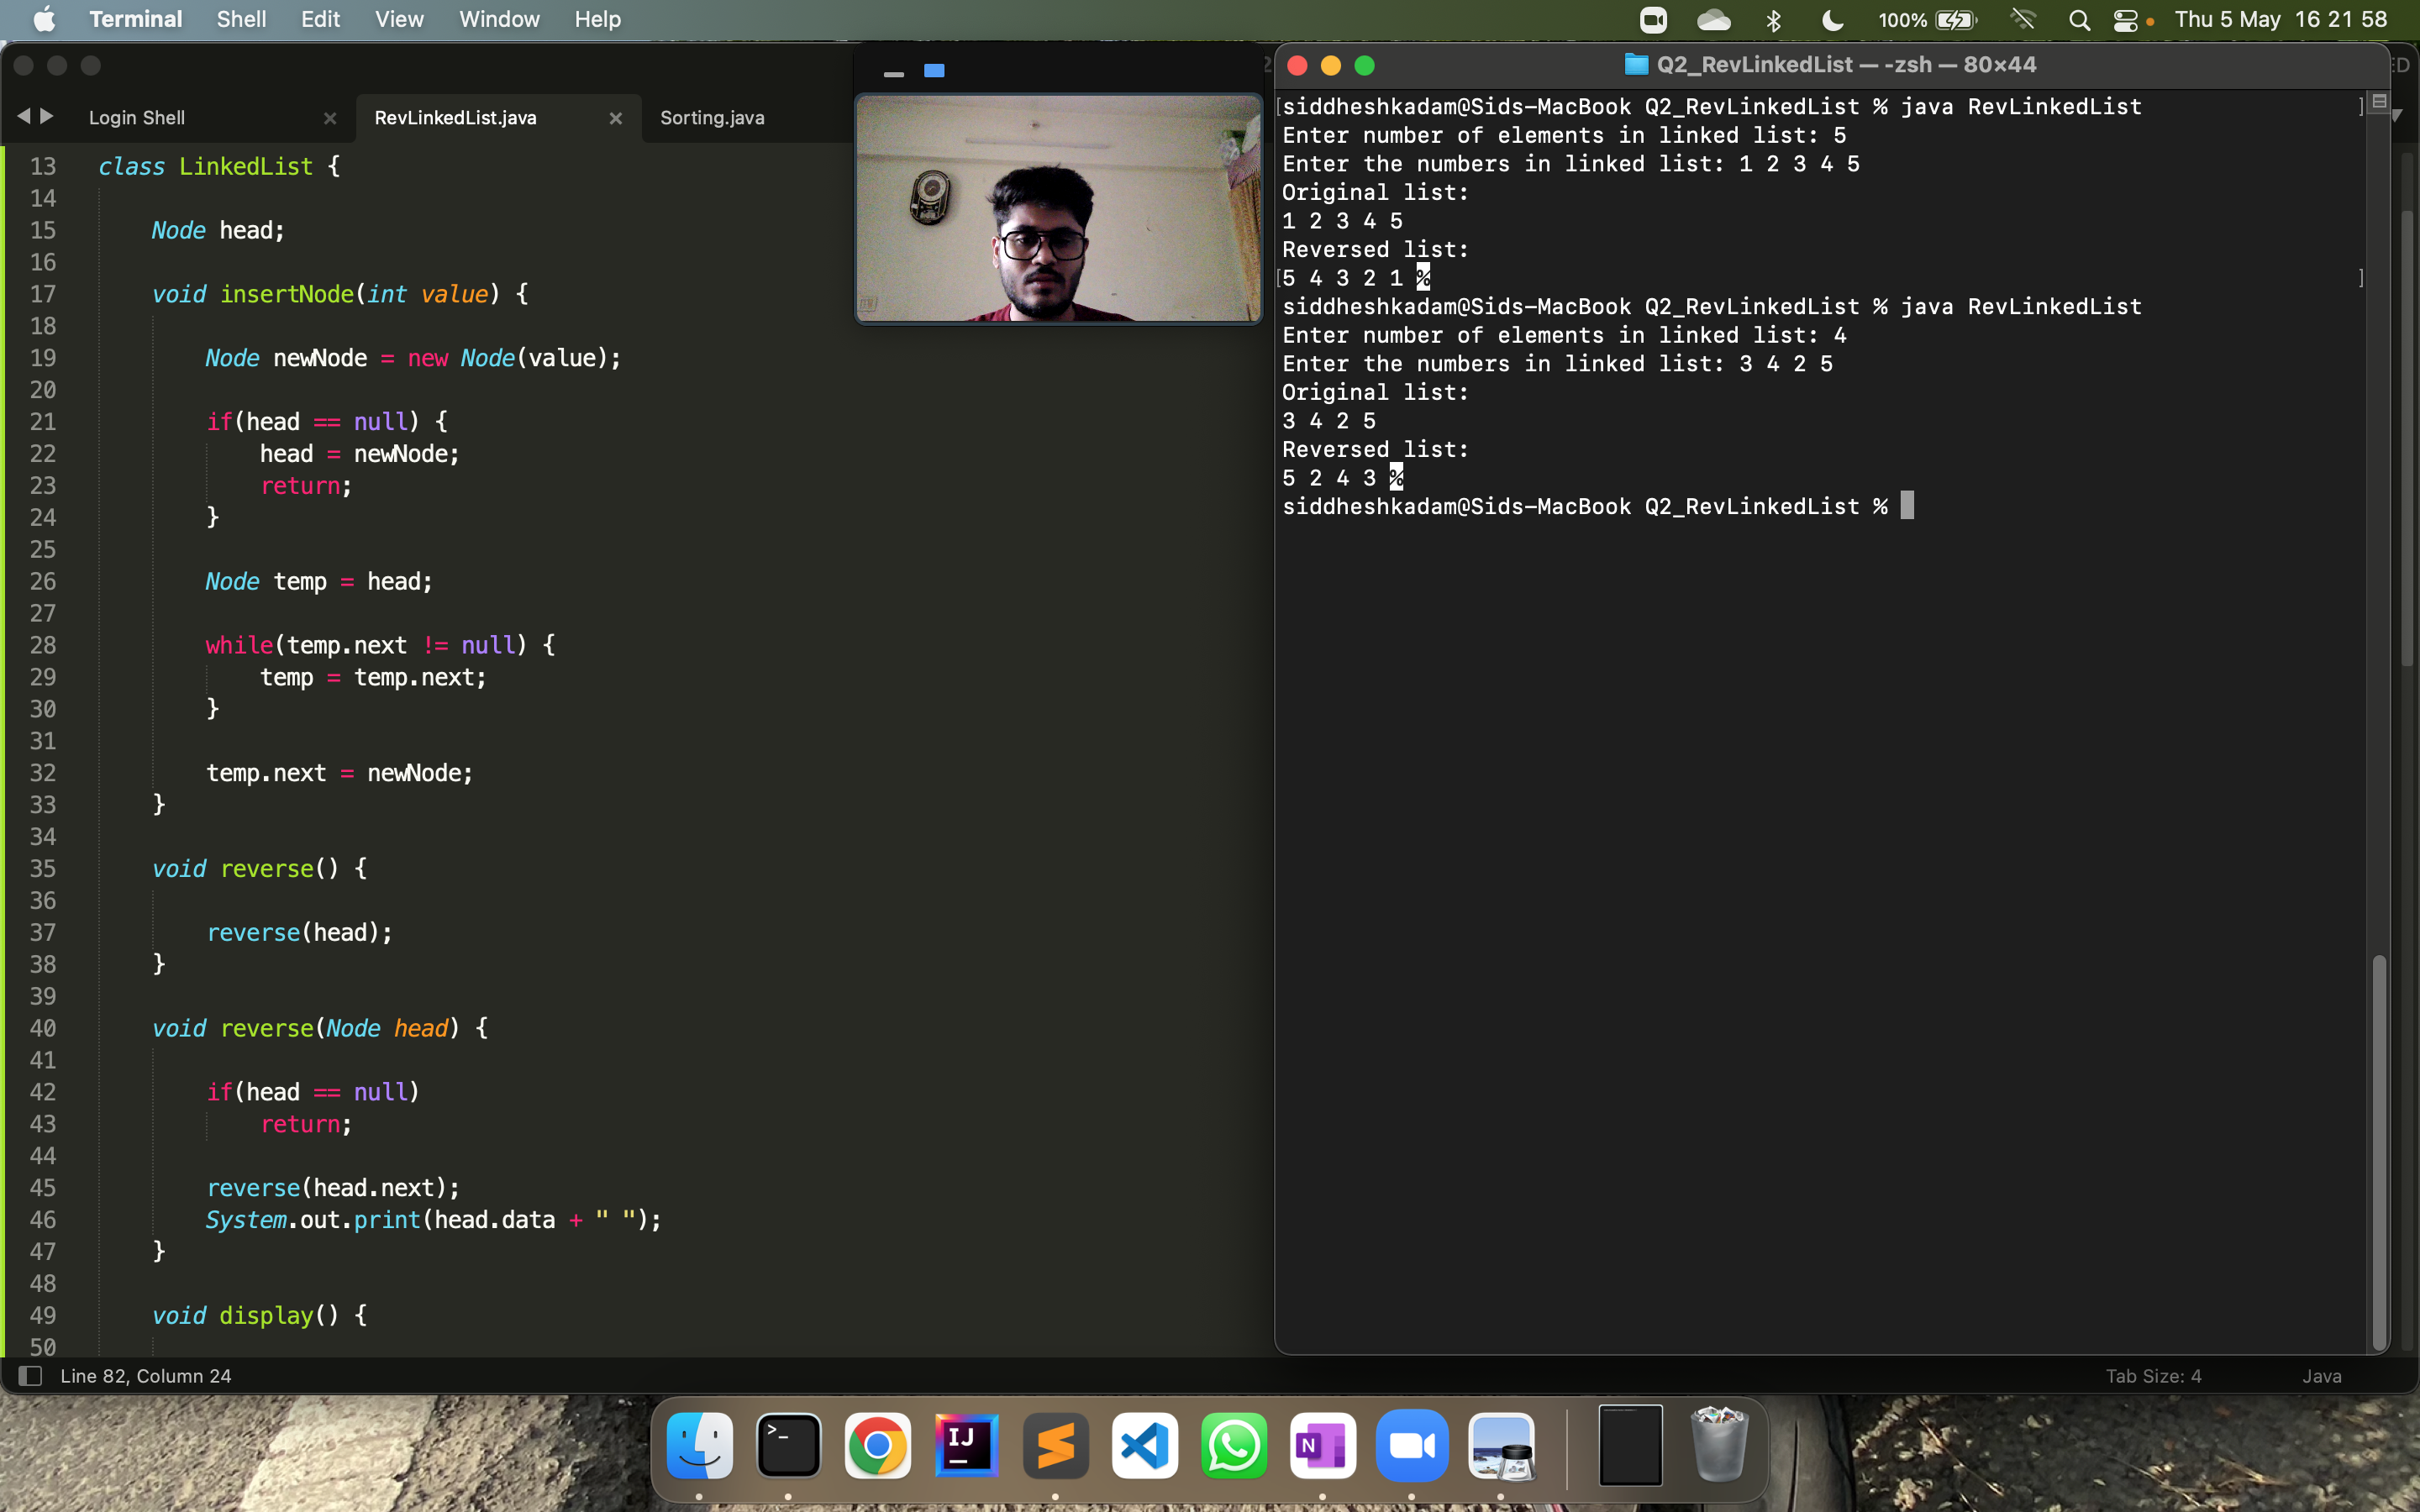 Terminal Shell Edit View Window Help
100% Thu 5 May 16 21 58
Login Shell × RevLinkedList.java × Sorting.java
13 class LinkedList {
14
15 Node head;
16
17 void insertNode(int value) {
18
19 Node newNode = new Node(value);
20
21 if(head == null) {
22 head = newNode;
23 return;
24 }
25
26 Node temp = head;
27
28 while(temp.next != null) {
29 temp = temp.next;
30 }
31
32 temp.next = newNode;
33 }
34
35 void reverse() {
36
37 reverse(head);
38 }
39
40 void reverse(Node head) {
41
42 if(head == null)
43 return;
44
45 reverse(head.next);
46 System.out.print(head.data + " ");
47 }
48
49 void display() {
50
Line 82, Column 24
Tab Size: 4 Java
Q2_RevLinkedList — -zsh — 80×44
[siddheshkadam@Sids-MacBook Q2_RevLinkedList % java RevLinkedList ]
Enter number of elements in linked list: 5
Enter the numbers in linked list: 1 2 3 4 5
Original list:
1 2 3 4 5
Reversed list:
[5 4 3 2 1 % ]
siddheshkadam@Sids-MacBook Q2_RevLinkedList % java RevLinkedList
Enter number of elements in linked list: 4
Enter the numbers in linked list: 3 4 2 5
Original list:
3 4 2 5
Reversed list:
5 2 4 3 %
siddheshkadam@Sids-MacBook Q2_RevLinkedList %
>_
IJ
N